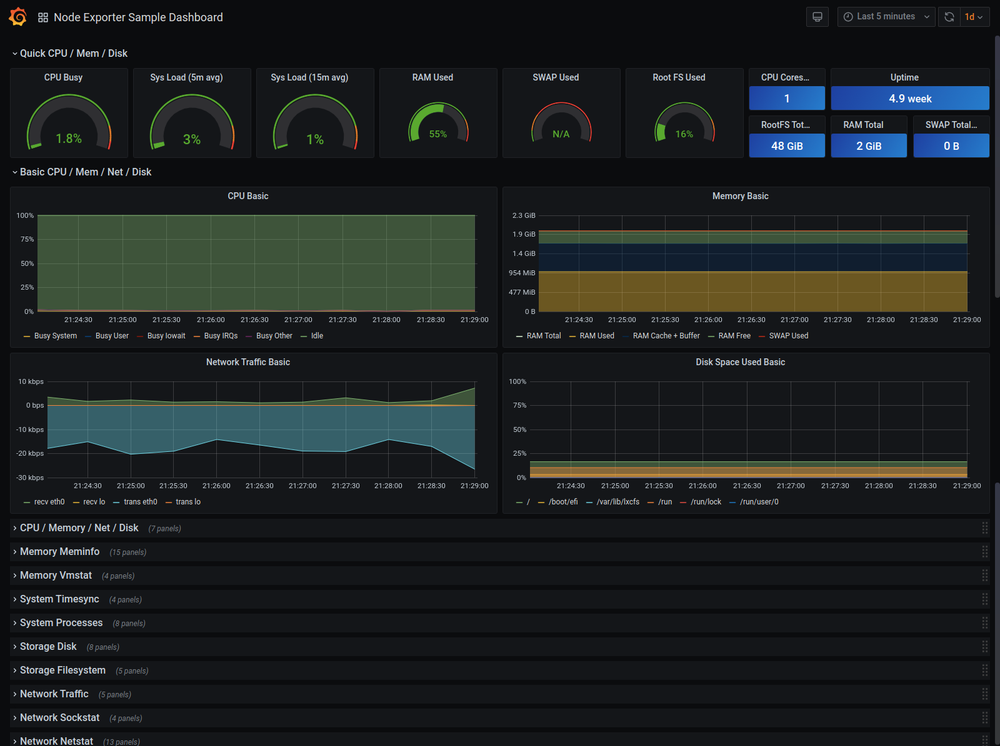 Node Exporter Sample Dashboard
Last 5 minutes
1d
Quick CPU / Mem / Disk
CPU Busy
1.8%
Sys Load (5m avg)
3%
Sys Load (15m avg)
1%
RAM Used
55%
SWAP Used
N/A
Root FS Used
16%
CPU Cores...
1
Uptime
4.9 week
RootFS Tot...
48 GiB
RAM Total
2 GiB
SWAP Total...
0 B
Basic CPU / Mem / Net / Disk
CPU Basic
100%
75%
50%
25%
0%
21:24:30 21:25:00 21:25:30 21:26:00 21:26:30 21:27:00 21:27:30 21:28:00 21:28:30 21:29:00
Busy System Busy User Busy Iowait Busy IRQs Busy Other Idle
Memory Basic
2.3 GiB
1.9 GiB
1.4 GiB
954 MiB
477 MiB
0 B
21:24:30 21:25:00 21:25:30 21:26:00 21:26:30 21:27:00 21:27:30 21:28:00 21:28:30 21:29:00
RAM Total RAM Used RAM Cache + Buffer RAM Free SWAP Used
Network Traffic Basic
10 kbps
0 bps
-10 kbps
-20 kbps
-30 kbps
21:24:30 21:25:00 21:25:30 21:26:00 21:26:30 21:27:00 21:27:30 21:28:00 21:28:30 21:29:00
recv eth0 recv lo trans eth0 trans lo
Disk Space Used Basic
100%
75%
50%
25%
0%
21:24:30 21:25:00 21:25:30 21:26:00 21:26:30 21:27:00 21:27:30 21:28:00 21:28:30 21:29:00
/ /boot/efi /var/lib/lxcfs /run /run/lock /run/user/0
CPU / Memory / Net / Disk (7 panels)
Memory Meminfo (15 panels)
Memory Vmstat (4 panels)
System Timesync (4 panels)
System Processes (8 panels)
Storage Disk (8 panels)
Storage Filesystem (5 panels)
Network Traffic (5 panels)
Network Sockstat (4 panels)
Network Netstat (13 panels)